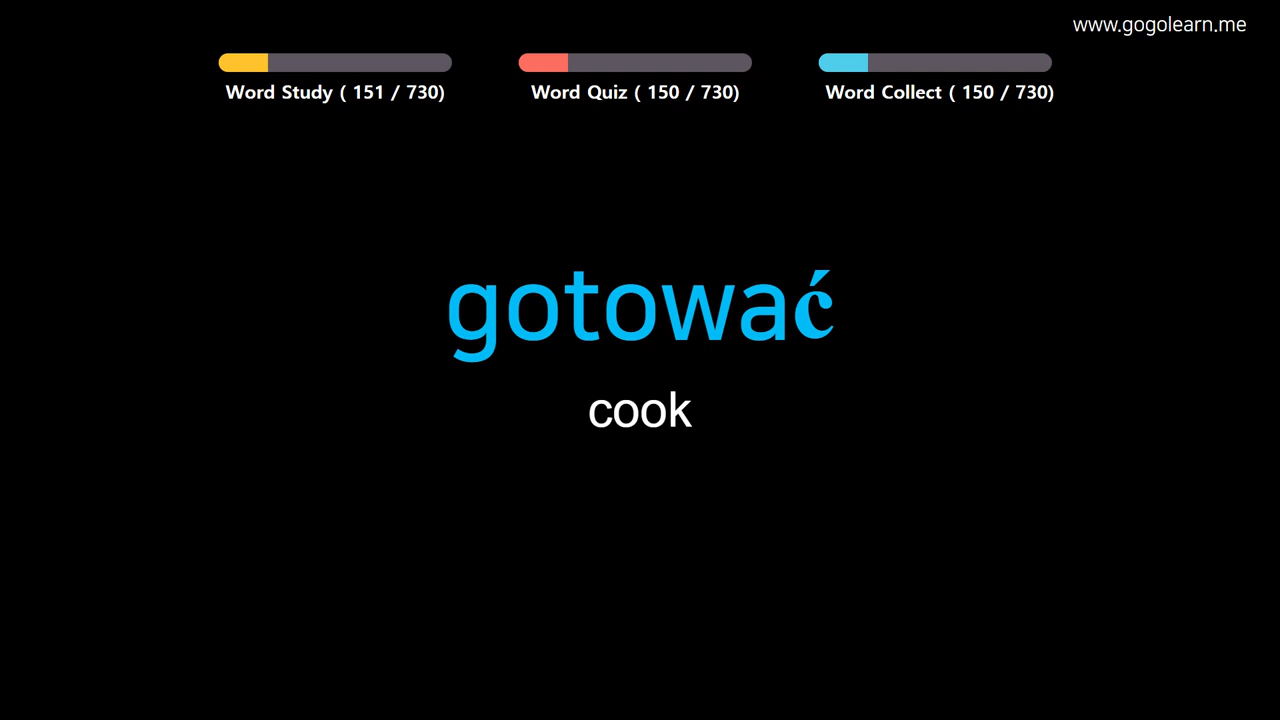 www.gogolearn.me
Word Study ( 151 / 730)
Word Quiz ( 150 / 730)
Word Collect ( 150 / 730)
gotować
cook